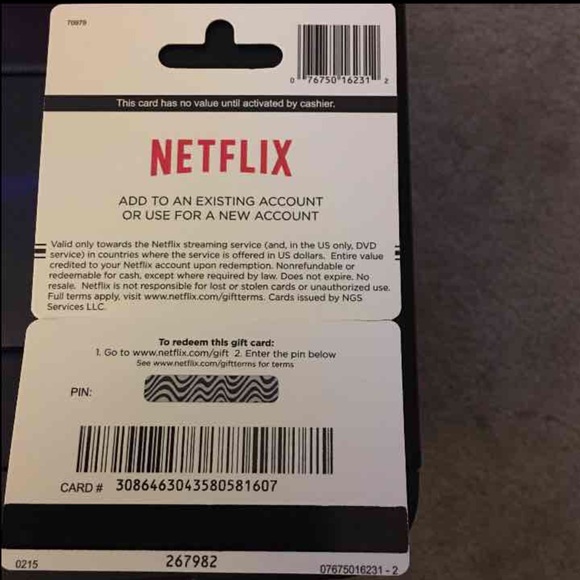 70979
0 76750 16231 2
This card has no value until activated by cashier.
NETFLIX
ADD TO AN EXISTING ACCOUNT
OR USE FOR A NEW ACCOUNT
Valid only towards the Netflix streaming service (and, in the US only, DVD
service) in countries where the service is offered in US dollars. Entire value
credited to your Netflix account upon redemption. Nonrefundable or
redeemable for cash, except where required by law. Does not expire. No
resale. Netflix is not responsible for lost or stolen cards or unauthorized use.
Full terms apply, visit www.netflix.com/giftterms. Cards issued by NGS
Services LLC.
To redeem this gift card:
1. Go to www.netflix.com/gift 2. Enter the pin below
See www.netflix.com/giftterms for terms
PIN:
CARD # 3086463043580581607
0215
267982
07675016231 - 2